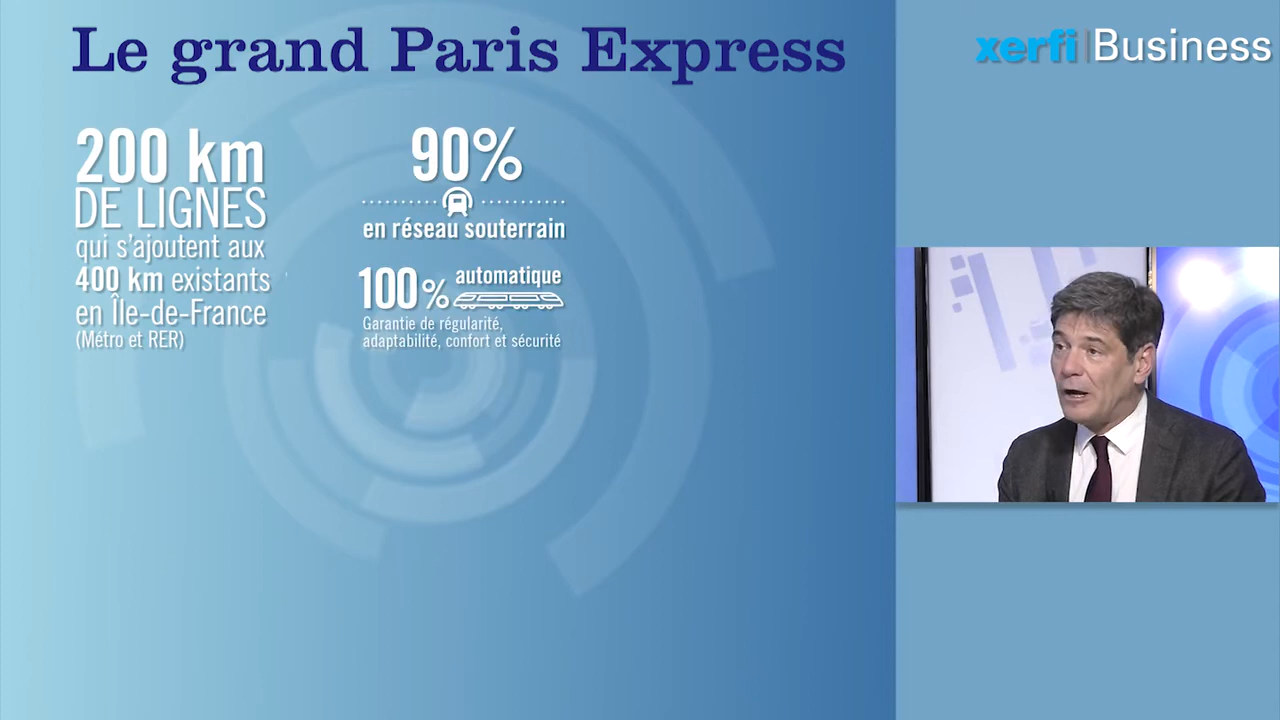 Le grand Paris Express
xerfi Business
200 km
DE LIGNES
qui s'ajoutent aux
400 km existants
en Île-de-France
(Métro et RER)
90%
en réseau souterrain
100% automatique
Garantie de régularité,
adaptabilité, confort et sécurité